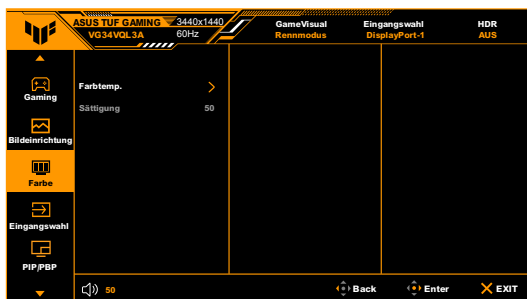 ASUS TUF GAMING
VG34VQL3A
3440x1440
60Hz
GameVisual
Rennmodus
Eingangswahl
DisplayPort-1
HDR
AUS
Gaming
Bildeinrichtung
Farbe
Eingangswahl
PIP/PBP
Farbtemp.
Sättigung 50
50
Back
Enter
EXIT